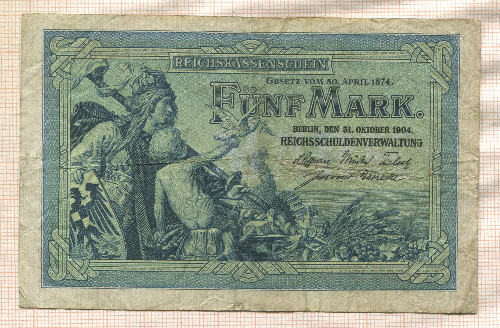 REICHSKASSENSCHEIN
GESETZ VOM 30. APRIL 1874.
FÜNF MARK.
BERLIN, DEN 31. OKTOBER 1904.
REICHSSCHULDENVERWALTUNG